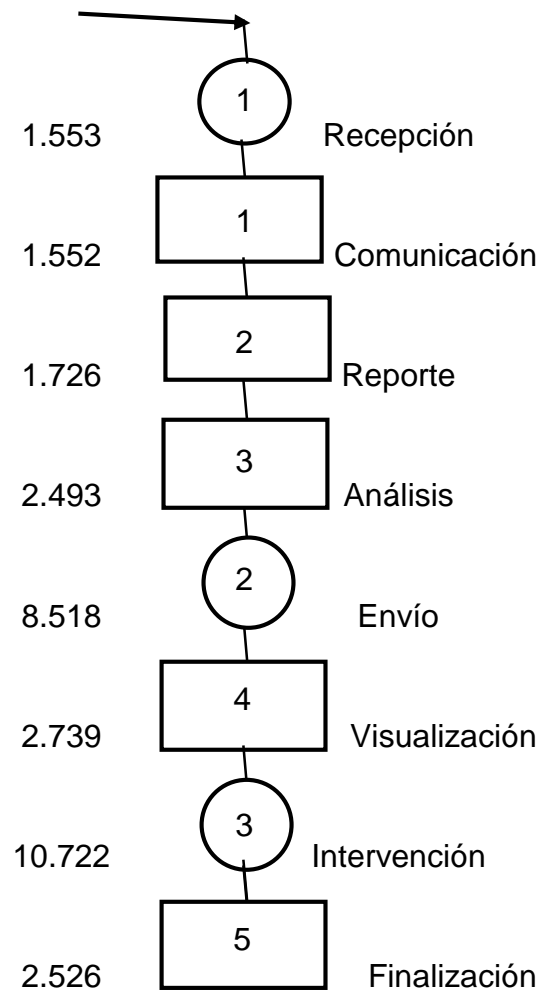 1
1.553 Recepción
1
1.552 Comunicación
2
1.726 Reporte
3
2.493 Análisis
2
8.518 Envío
4
2.739 Visualización
3
10.722 Intervención
5
2.526 Finalización